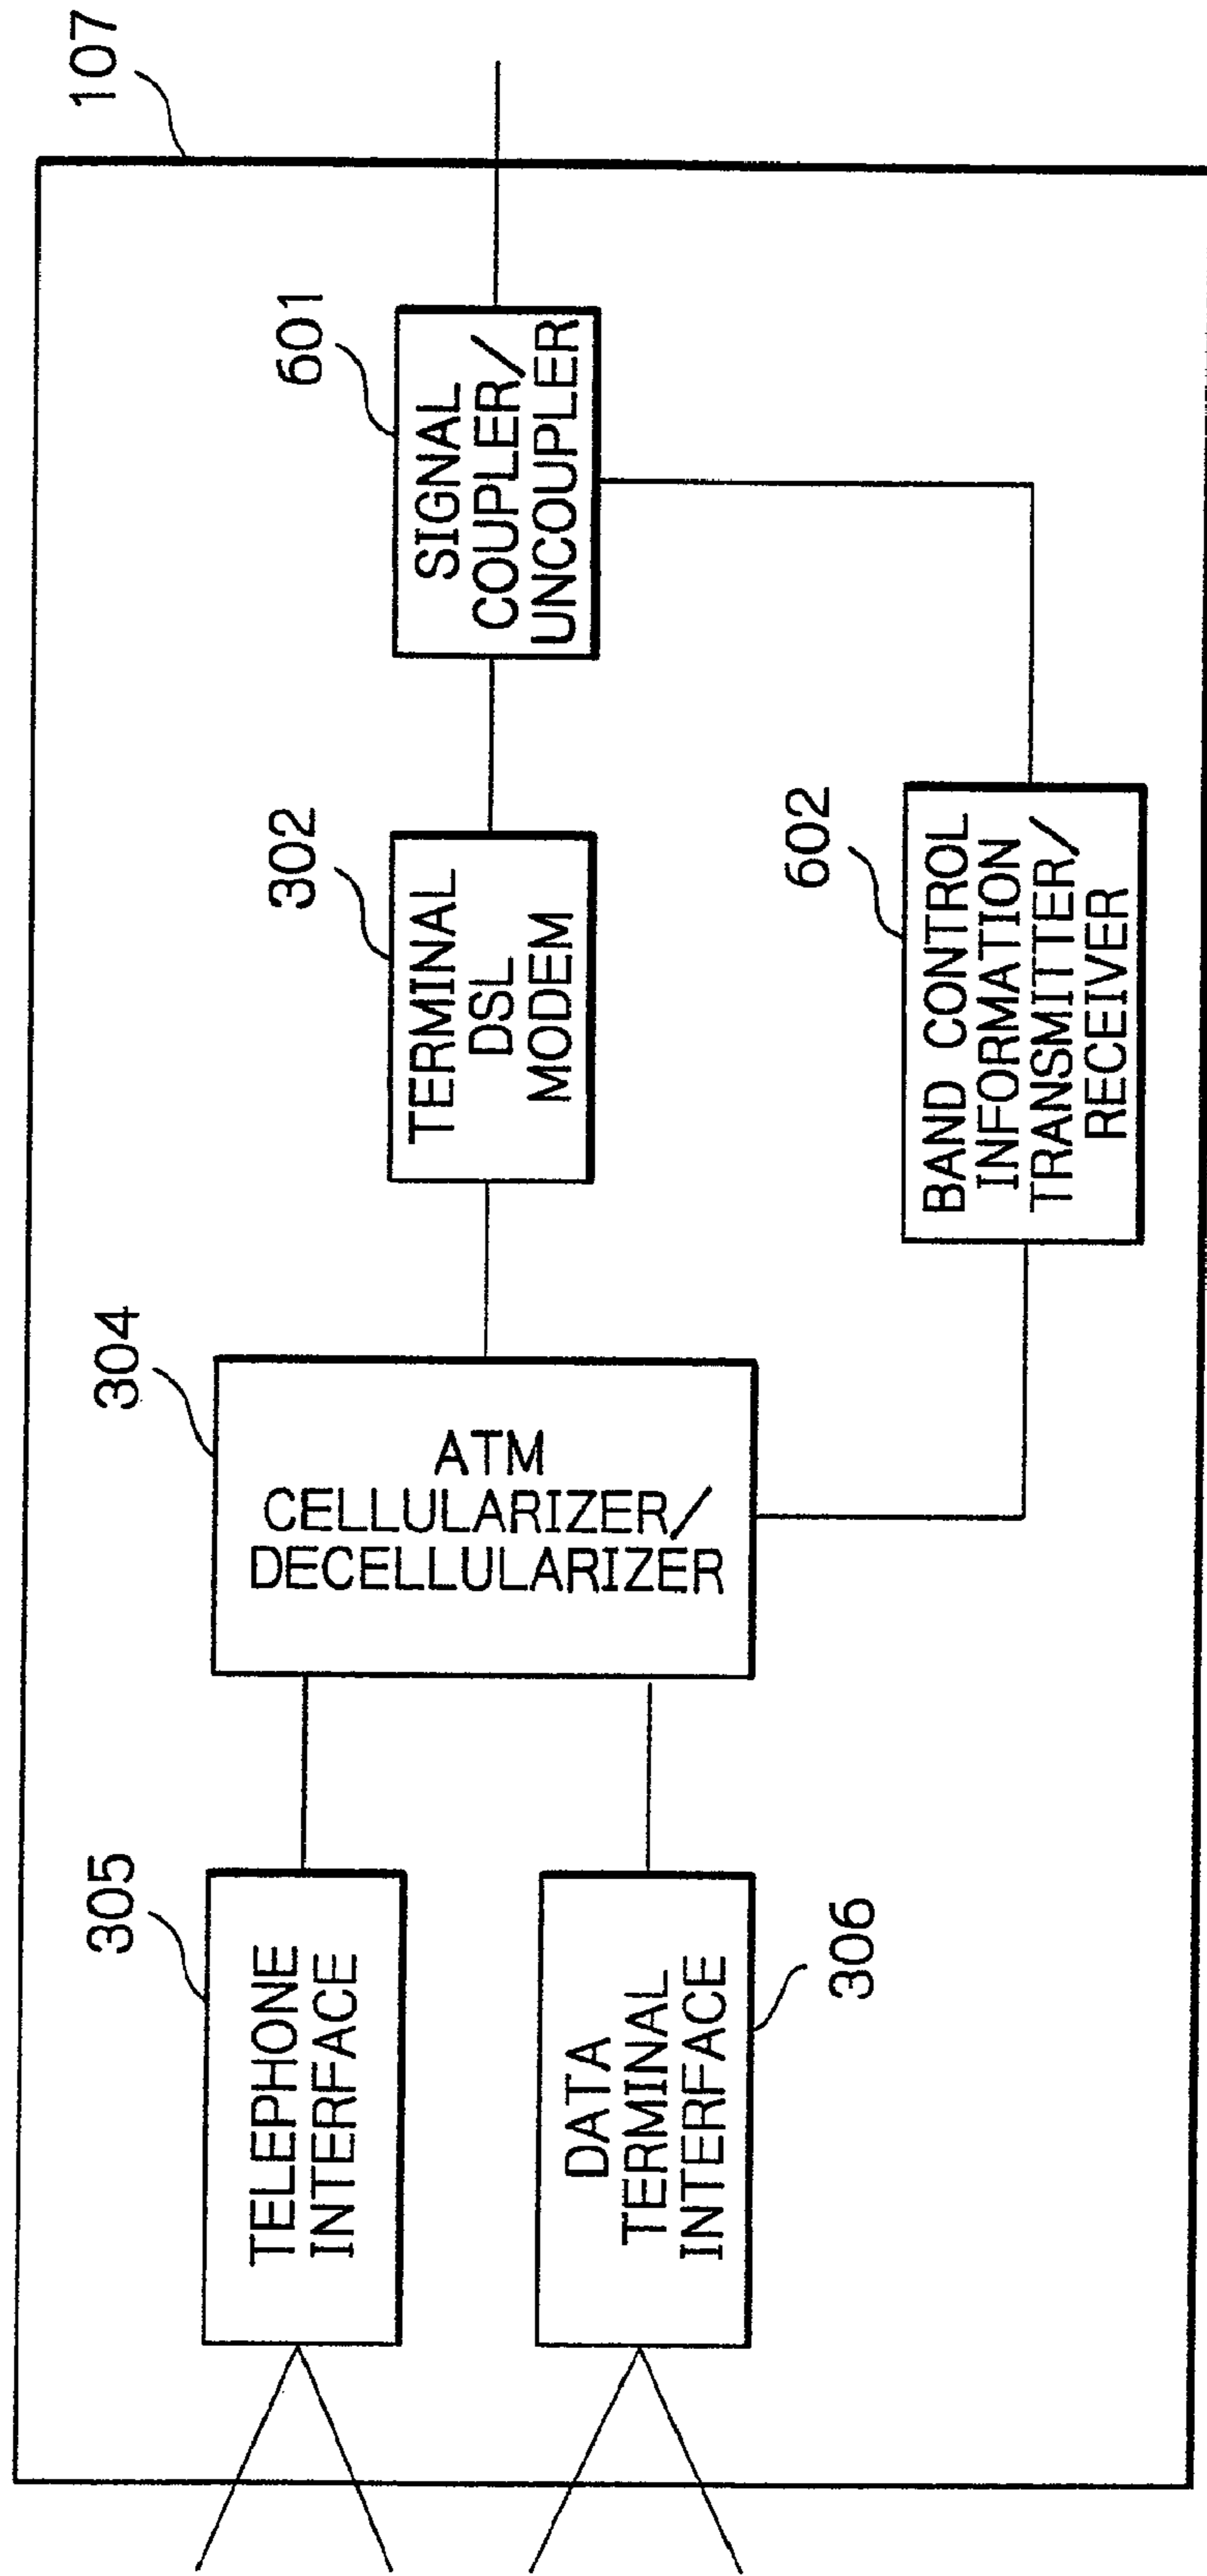 107
601
SIGNAL
COUPLER/
UNCOUPLER
302
TERMINAL
DSL
MODEM
602
BAND CONTROL
INFORMATION
TRANSMITTER/
RECEIVER
304
ATM
CELLULARIZER/
DECELLULARIZER
305
TELEPHONE
INTERFACE
DATA
TERMINAL
INTERFACE
306